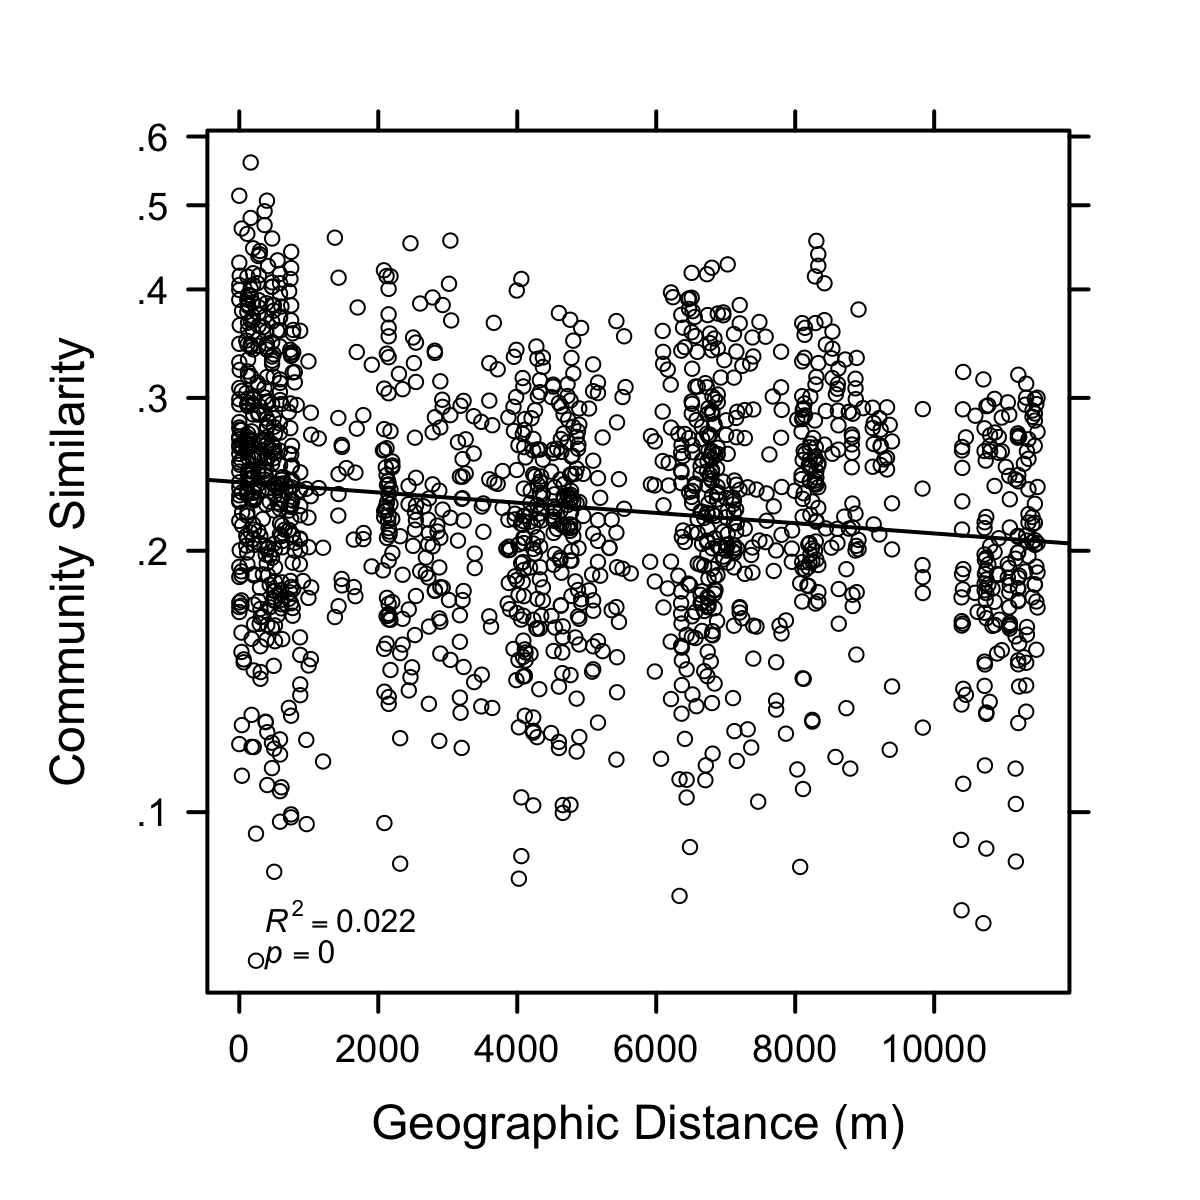 .6
.5
.4
.3
.2
.1
Community Similarity
R² = 0.022
p = 0
0 2000 4000 6000 8000 10000
Geographic Distance (m)